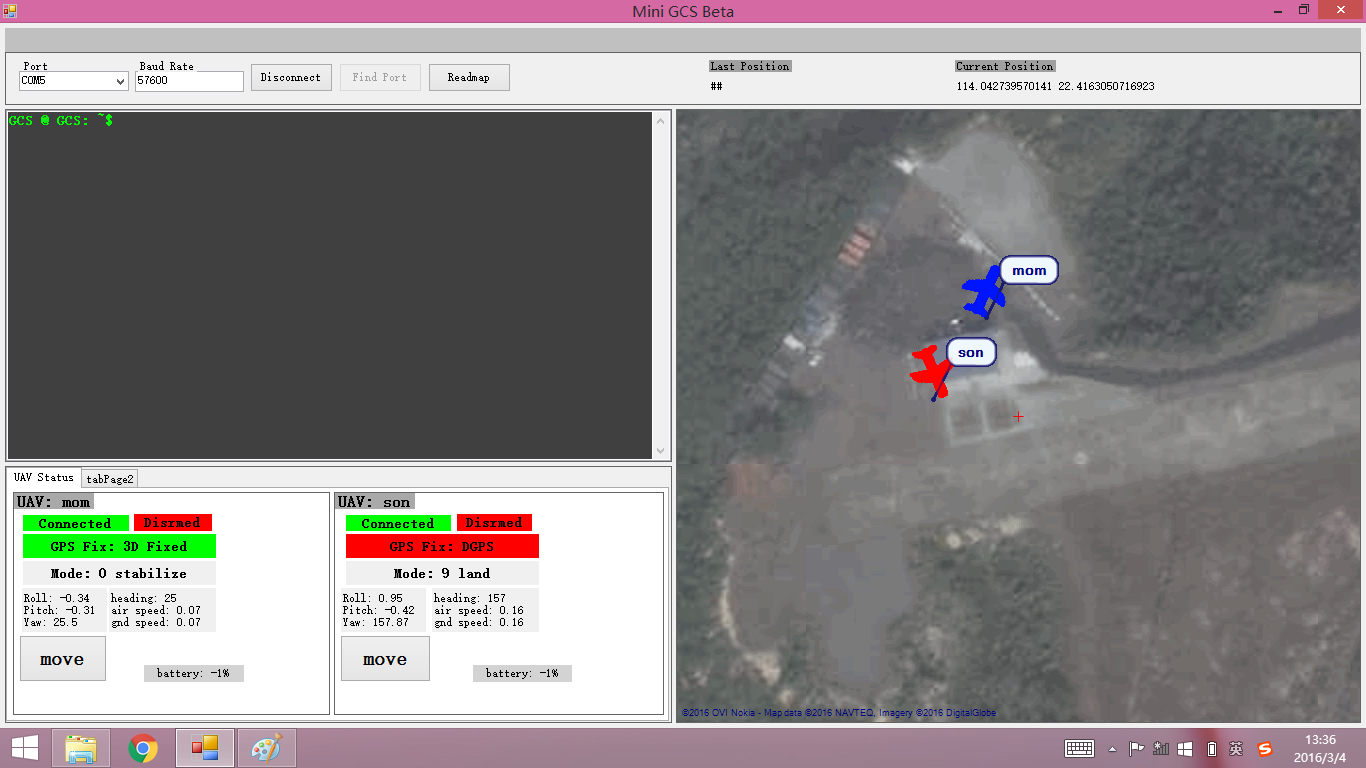 Mini GCS Beta
Port
Baud Rate
COM5
57600
Disconnect
Find Port
Readmap
Last Position
##
Current Position
114.042739570141 22.4163050716923
GCS @ GCS: ~$
mom
son
©2016 OVI Nokia - Map data ©2016 NAVTEQ, Imagery ©2016 DigitalGlobe
UAV Status
tabPage2
UAV: mom
Connected
Disrmed
GPS Fix: 3D Fixed
Mode: 0 stabilize
Roll: -0.34
Pitch: -0.31
Yaw: 25.5
heading: 25
air speed: 0.07
gnd speed: 0.07
move
battery: -1%
UAV: son
Connected
Disrmed
GPS Fix: DGPS
Mode: 9 land
Roll: 0.95
Pitch: -0.42
Yaw: 157.87
heading: 157
air speed: 0.16
gnd speed: 0.16
move
battery: -1%
英
13:36
2016/3/4